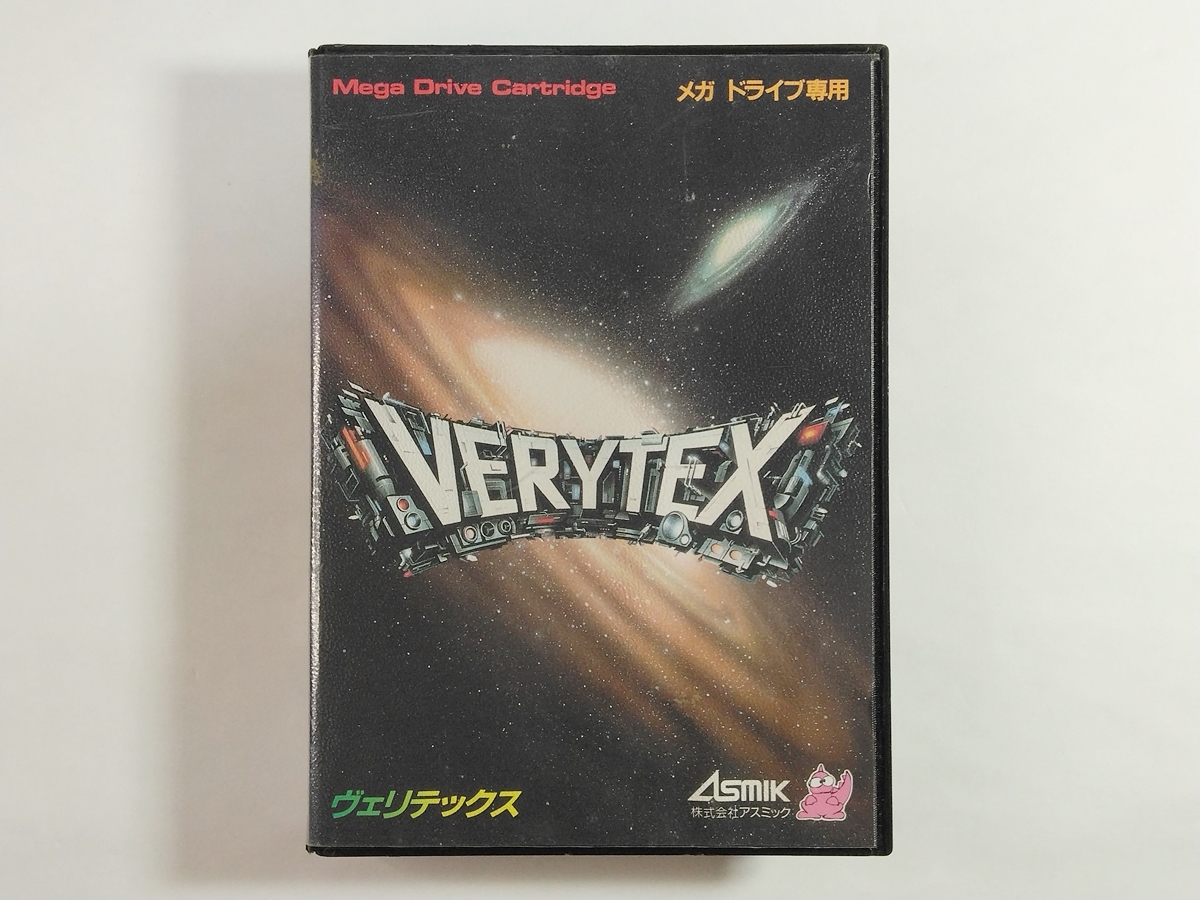 Mega Drive Cartridge
メガ ドライブ専用
VERYTEX
ヴェリテックス
ASMIK
株式会社アスミック